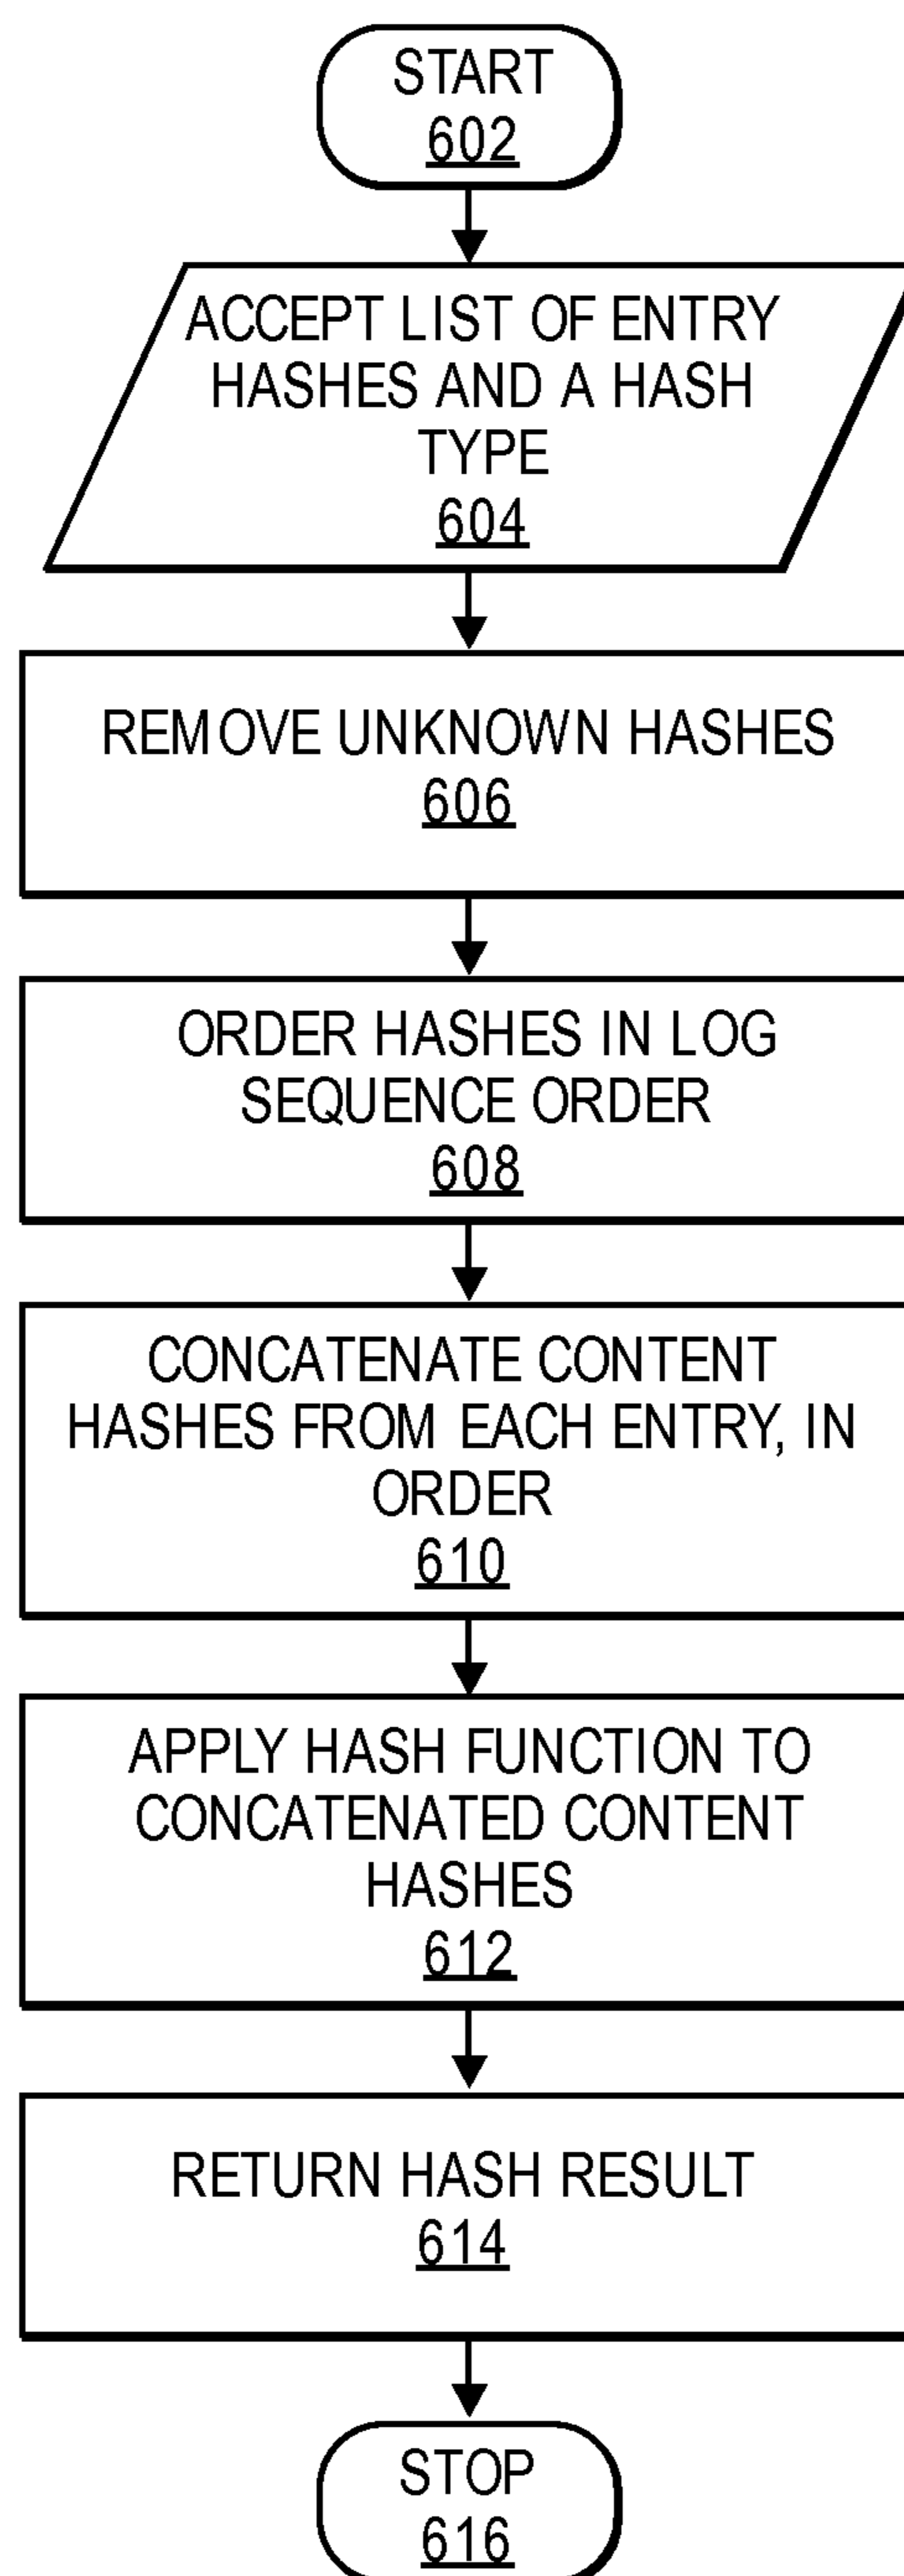 START
602
ACCEPT LIST OF ENTRY
HASHES AND A HASH
TYPE
604
REMOVE UNKNOWN HASHES
606
ORDER HASHES IN LOG
SEQUENCE ORDER
608
CONCATENATE CONTENT
HASHES FROM EACH ENTRY, IN
ORDER
610
APPLY HASH FUNCTION TO
CONCATENATED CONTENT
HASHES
612
RETURN HASH RESULT
614
STOP
616